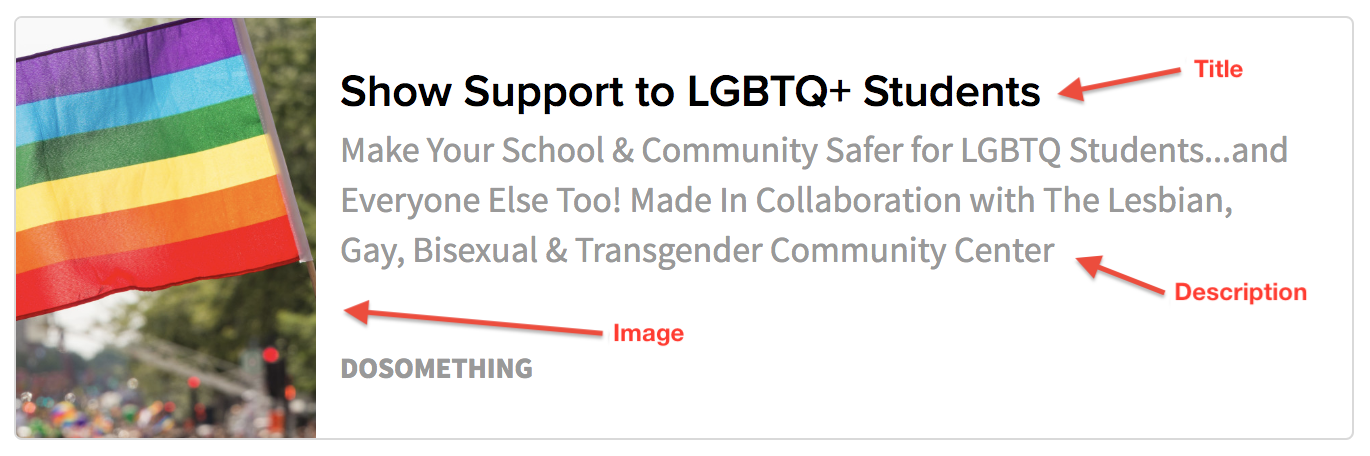 Show Support to LGBTQ+ Students
Title
Make Your School & Community Safer for LGBTQ Students...and
Everyone Else Too! Made In Collaboration with The Lesbian,
Gay, Bisexual & Transgender Community Center
Description
Image
DOSOMETHING